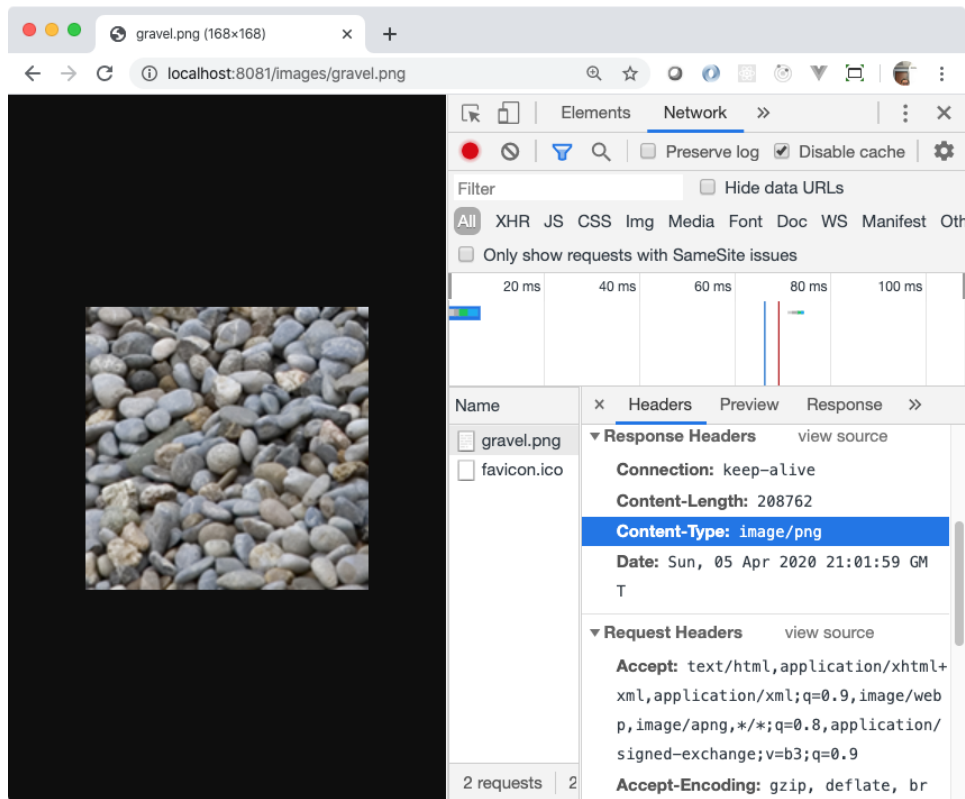 gravel.png (168×168)
localhost:8081/images/gravel.png
Elements Network
Preserve log Disable cache
Filter Hide data URLs
All XHR JS CSS Img Media Font Doc WS Manifest Oth
Only show requests with SameSite issues
20 ms 40 ms 60 ms 80 ms 100 ms
Name
gravel.png
favicon.ico
2 requests 2
Headers Preview Response
Response Headers view source
Connection: keep-alive
Content-Length: 208762
Content-Type: image/png
Date: Sun, 05 Apr 2020 21:01:59 GM
T
Request Headers view source
Accept: text/html,application/xhtml+
xml,application/xml;q=0.9,image/web
p,image/apng,*/*;q=0.8,application/
signed-exchange;v=b3;q=0.9
Accept-Encoding: gzip, deflate, br